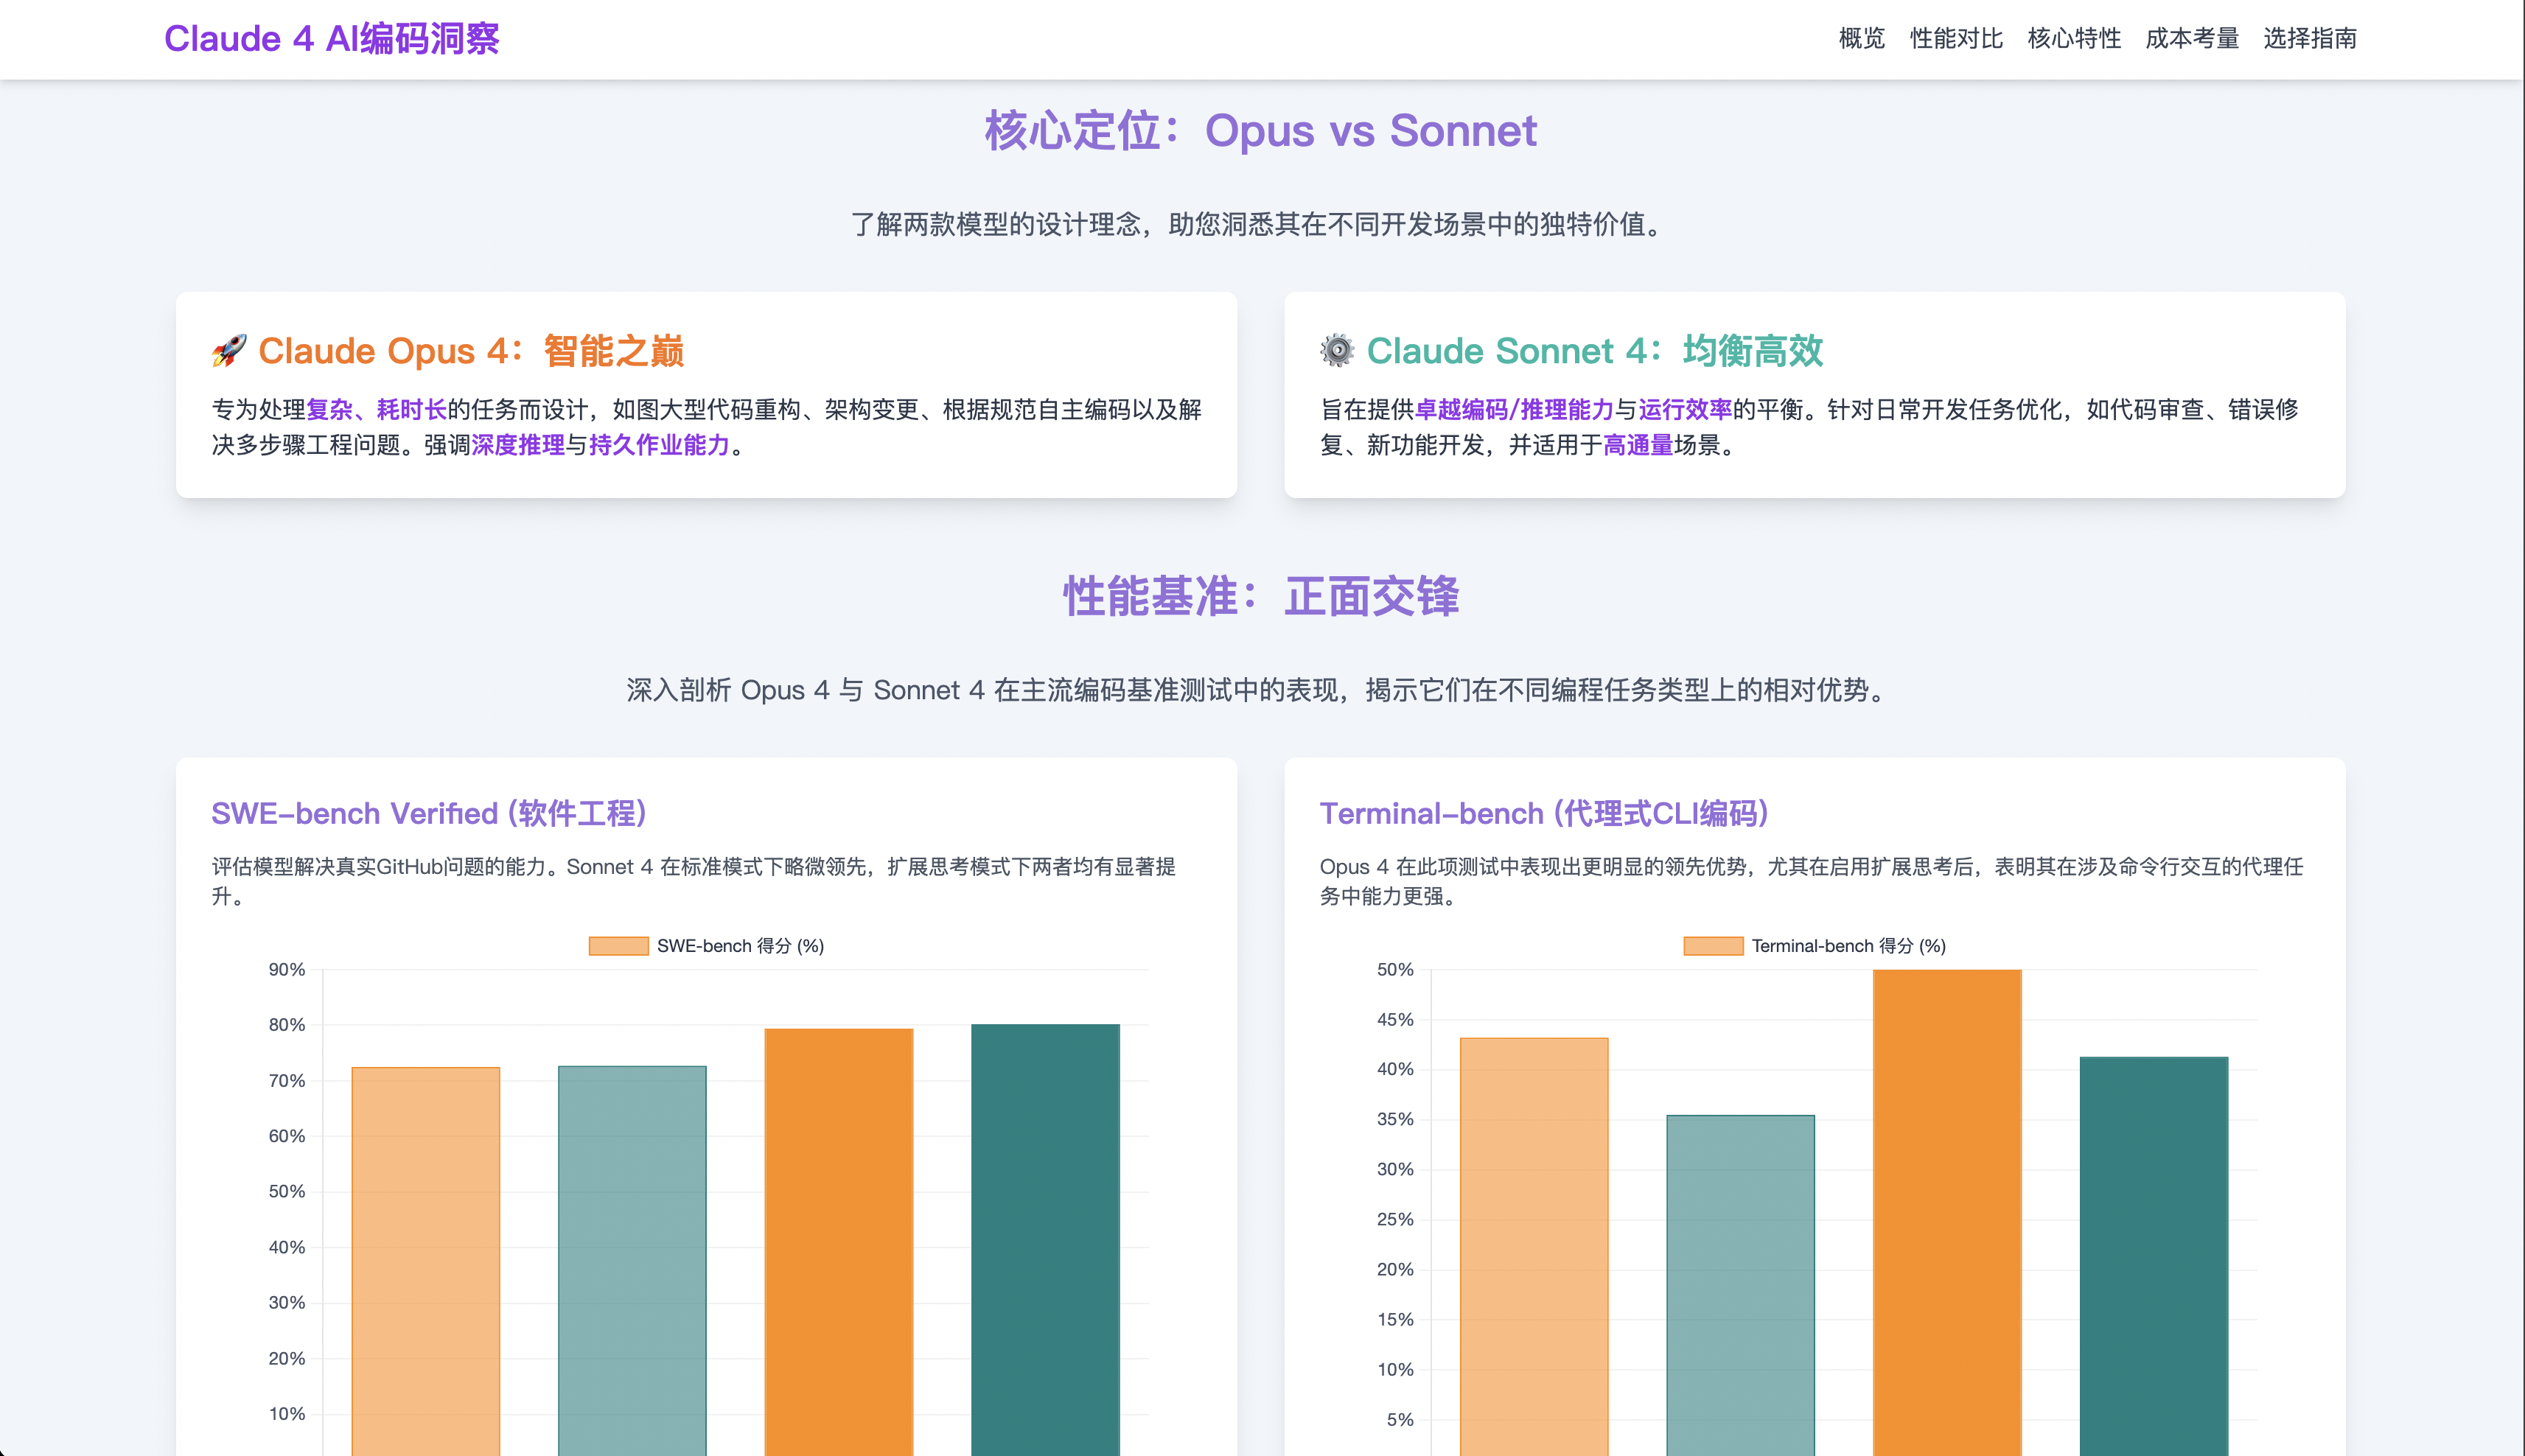 Claude 4 AI编码洞察
概览 性能对比 核心特性 成本考量 选择指南
核心定位：Opus vs Sonnet
了解两款模型的设计理念，助您洞悉其在不同开发场景中的独特价值。
🚀 Claude Opus 4：智能之巅
专为处理复杂、耗时长的任务而设计，如图大型代码重构、架构变更、根据规范自主编码以及解
决多步骤工程问题。强调深度推理与持久作业能力。
⚙️ Claude Sonnet 4：均衡高效
旨在提供卓越编码/推理能力与运行效率的平衡。针对日常开发任务优化，如代码审查、错误修
复、新功能开发，并适用于高通量场景。
性能基准：正面交锋
深入剖析 Opus 4 与 Sonnet 4 在主流编码基准测试中的表现，揭示它们在不同编程任务类型上的相对优势。
SWE-bench Verified (软件工程)
评估模型解决真实GitHub问题的能力。Sonnet 4 在标准模式下略微领先，扩展思考模式下两者均有显著提
升。
SWE-bench 得分 (%)
90%
80%
70%
60%
50%
40%
30%
20%
10%
Terminal-bench (代理式CLI编码)
Opus 4 在此项测试中表现出更明显的领先优势，尤其在启用扩展思考后，表明其在涉及命令行交互的代理任
务中能力更强。
Terminal-bench 得分 (%)
50%
45%
40%
35%
30%
25%
20%
15%
10%
5%